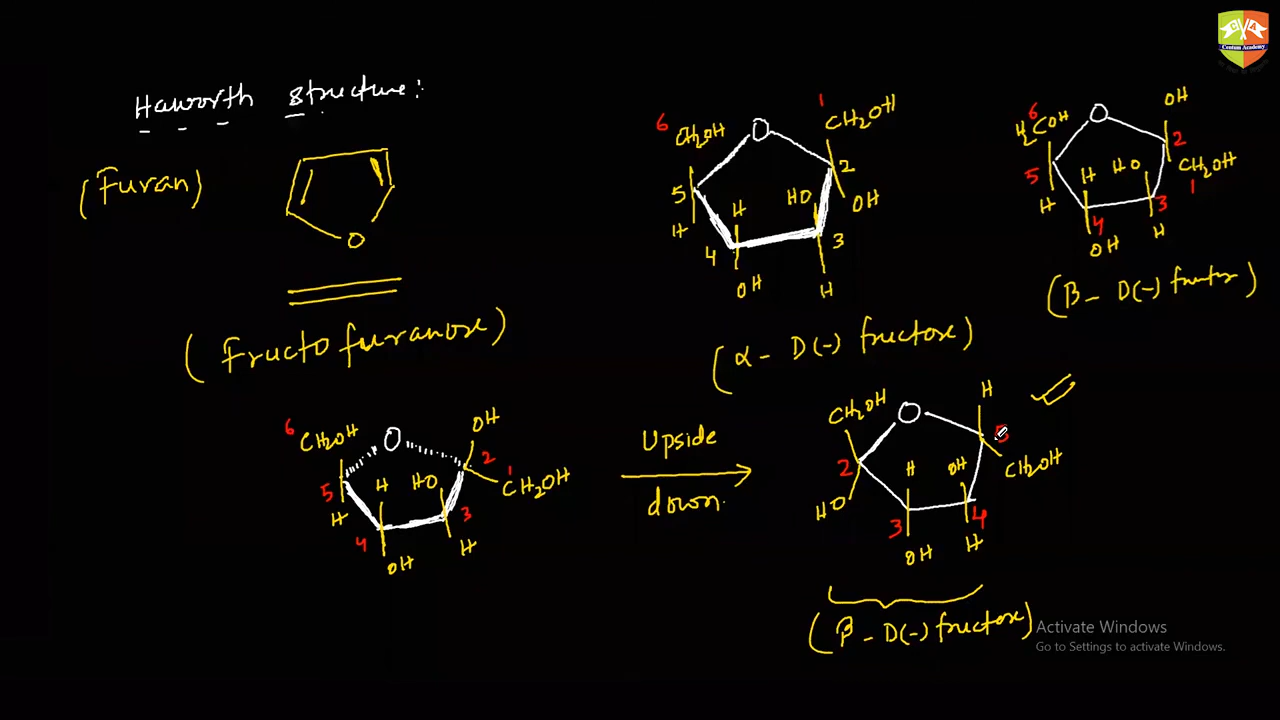 Haworth structure:
(Furan)
O
(Fructofuranose)
6
CH2OH
O
1
CH2OH
5
2
H
H
HO
OH
4
3
OH
H
(α - D(-) fructose)
6
H2COH
O
OH
2
5
H
HO
CH2OH
1
H
4
3
OH
H
6
CH2OH
O
OH
2
1
CH2OH
5
H
HO
H
3
4
H
OH
Upside
down.
CH2OH
O
H
2
5
H
OH
CH2OH
HO
3
4
OH
H
(β - D(-) fructose)
Activate Windows
Go to Settings to activate Windows.
C A
Centum Academy